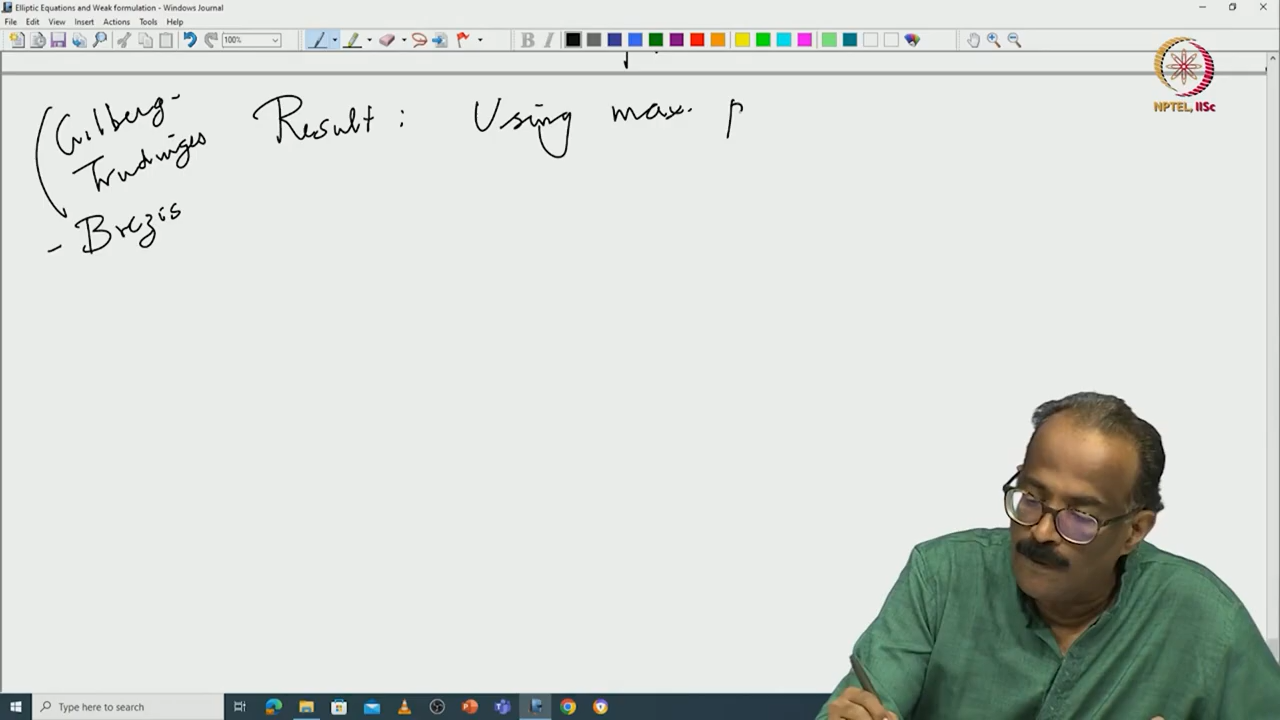 Elliptic Equations and Weak formulation - Windows Journal
File Edit View Insert Actions Tools Help
100%
B I
NPTEL, IISc
Gilberg-
Trudinger
- Brezis
Result : Using max. p
Type here to search